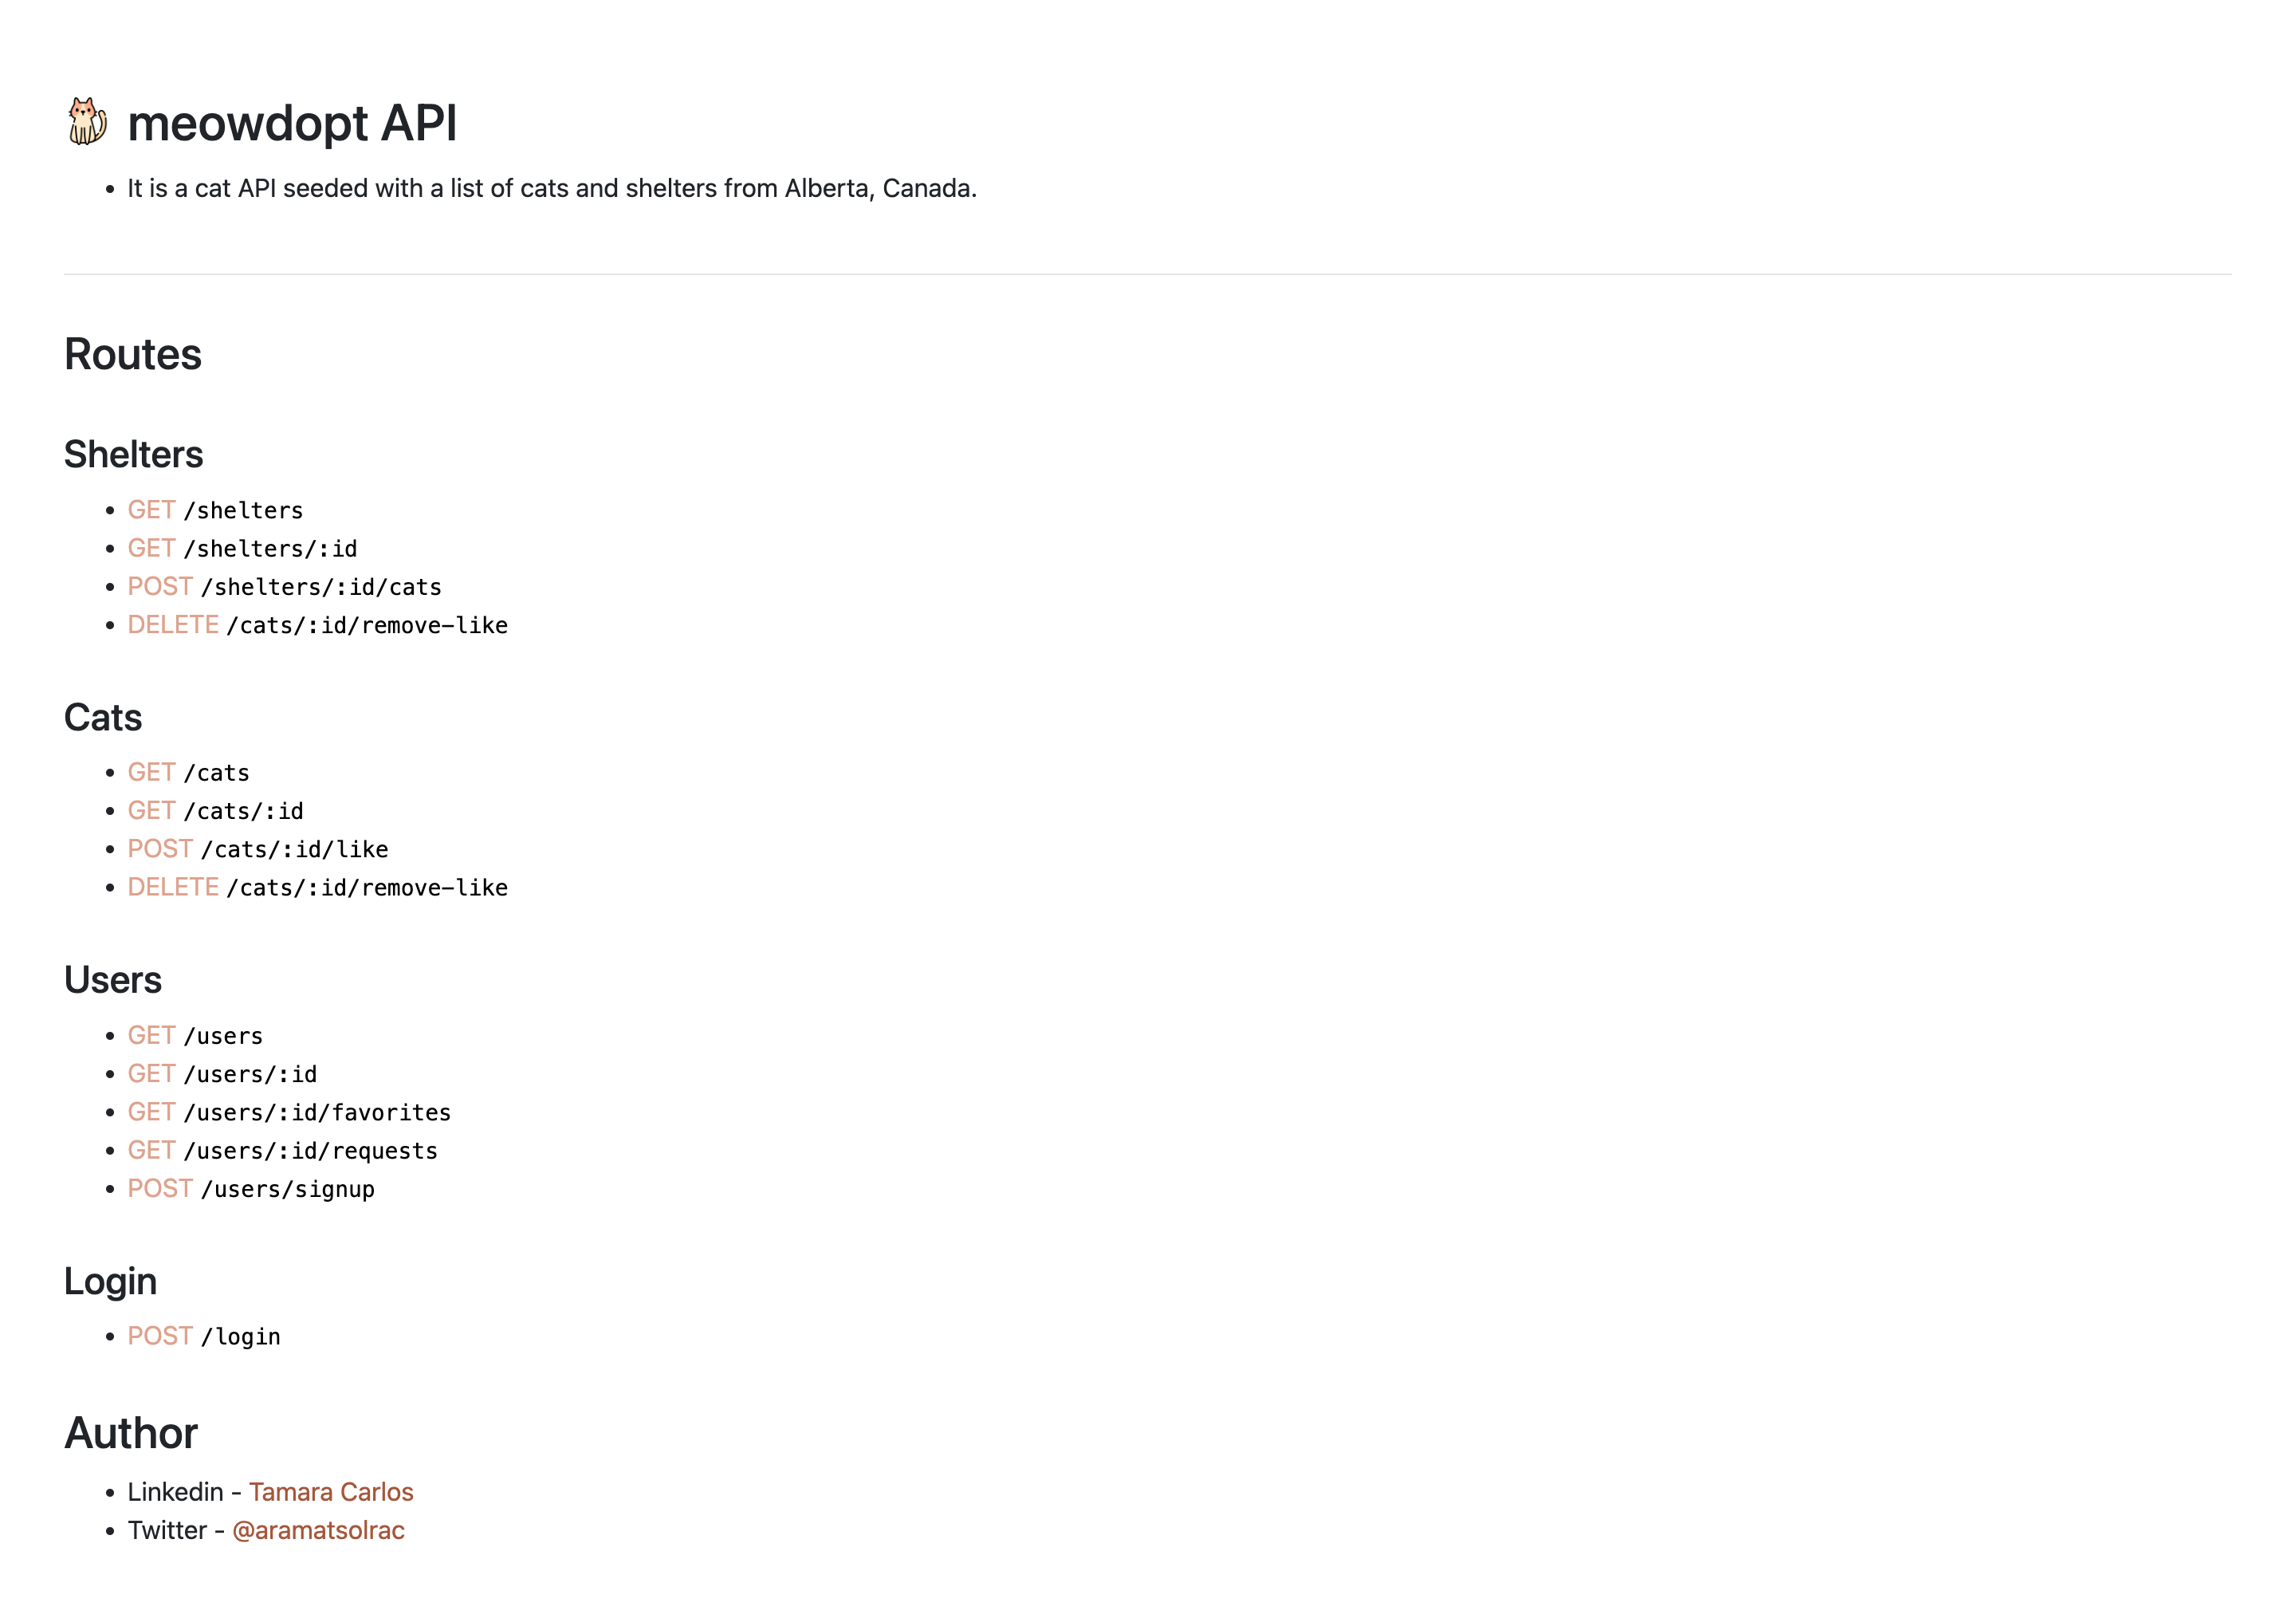 meowdopt API
• It is a cat API seeded with a list of cats and shelters from Alberta, Canada.
Routes
Shelters
• GET /shelters
• GET /shelters/:id
• POST /shelters/:id/cats
• DELETE /cats/:id/remove-like
Cats
• GET /cats
• GET /cats/:id
• POST /cats/:id/like
• DELETE /cats/:id/remove-like
Users
• GET /users
• GET /users/:id
• GET /users/:id/favorites
• GET /users/:id/requests
• POST /users/signup
Login
• POST /login
Author
• Linkedin - Tamara Carlos
• Twitter - @aramatsolrac